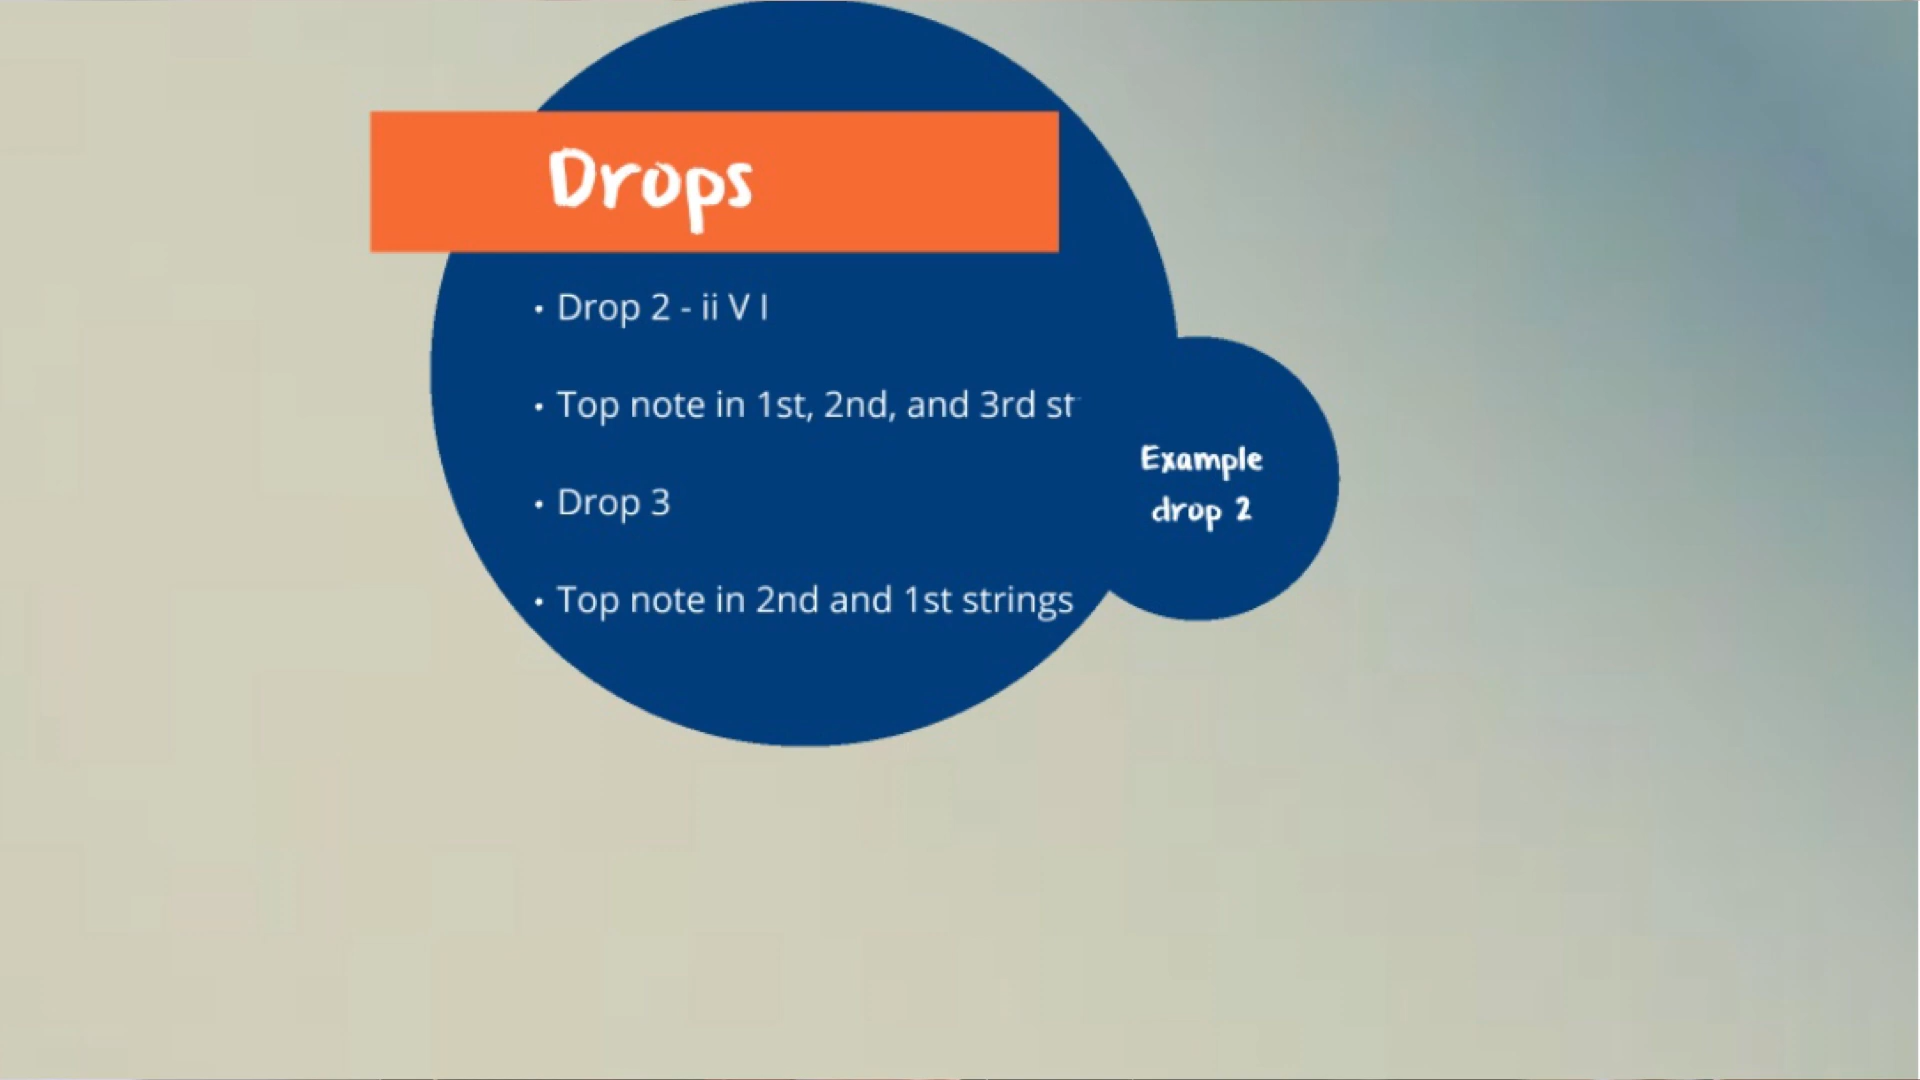 Drops
• Drop 2 - ii V I
• Top note in 1st, 2nd, and 3rd
• Drop 3
• Top note in 2nd and 1st strings
Example
drop 2